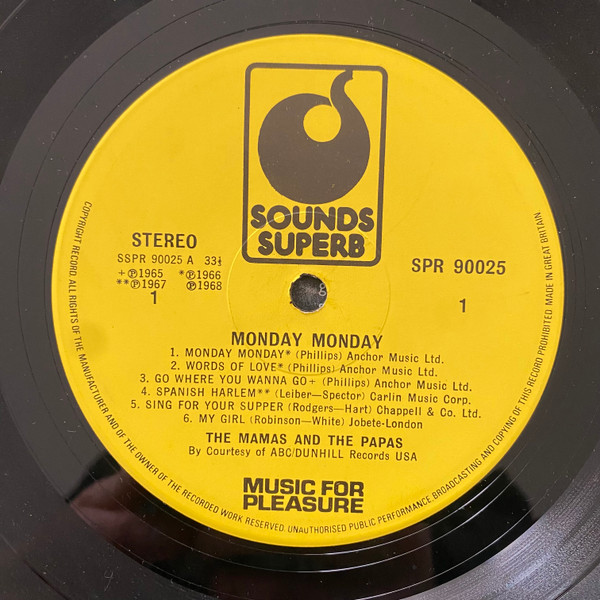 SOUNDS
SUPERB
STEREO
SSPR 90025 A 33⅓
+℗1965 *℗1966
**℗1967 ℗1968
1
SPR 90025
1
MONDAY MONDAY
1. MONDAY MONDAY* (Phillips) Anchor Music Ltd.
2. WORDS OF LOVE* (Phillips) Anchor Music Ltd.
3. GO WHERE YOU WANNA GO+ (Phillips) Anchor Music Ltd.
4. SPANISH HARLEM** (Leiber—Spector) Carlin Music Corp.
5. SING FOR YOUR SUPPER (Rodgers—Hart) Chappell & Co. Ltd.
6. MY GIRL (Robinson—White) Jobete-London
THE MAMAS AND THE PAPAS
By Courtesy of ABC/DUNHILL Records USA
MUSIC FOR
PLEASURE
COPYRIGHT RECORD. ALL RIGHTS OF THE MANUFACTURER AND OF THE OWNER OF THE RECORDED WORK RESERVED. UNAUTHORISED PUBLIC PERFORMANCE, BROADCASTING AND COPYING OF THIS RECORD PROHIBITED. MADE IN GREAT BRITAIN